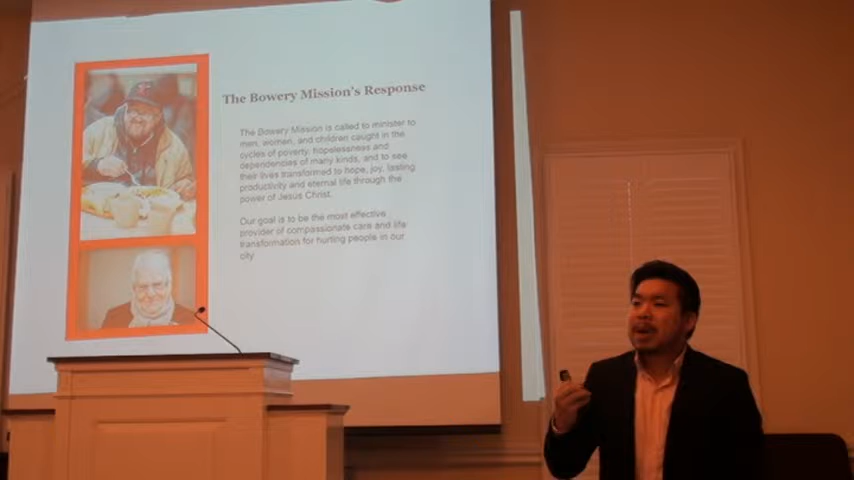 The Bowery Mission's Response
The Bowery Mission is called to minister to
men, women, and children caught in the
cycles of poverty, hopelessness and
dependencies of many kinds, and to see
their lives transformed to hope, joy, lasting
productivity and eternal life through the
power of Jesus Christ.
Our goal is to be the most effective
provider of compassionate care and life
transformation for hurting people in our
city